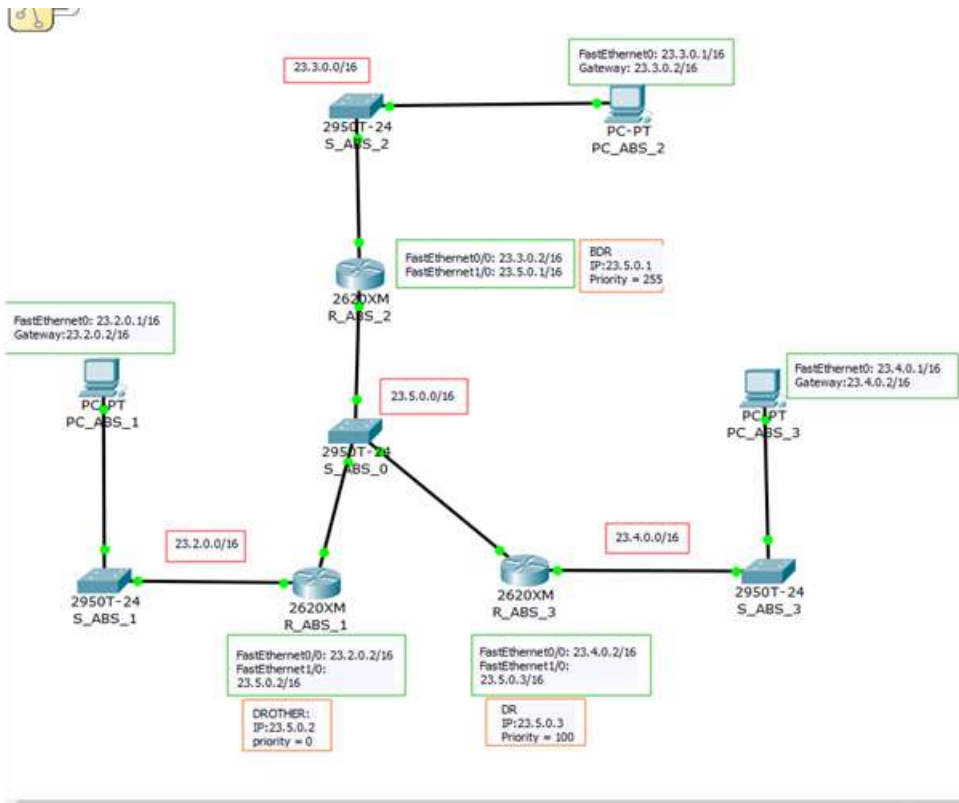 23.3.0.0/16
FastEthernet0: 23.3.0.1/16
Gateway: 23.3.0.2/16
2950T-24
S_ABS_2
PC-PT
PC_ABS_2
FastEthernet0/0: 23.3.0.2/16
FastEthernet1/0: 23.5.0.1/16
BDR
IP:23.5.0.1
Priority = 255
2620XM
R_ABS_2
FastEthernet0: 23.2.0.1/16
Gateway:23.2.0.2/16
PC-PT
PC_ABS_1
23.5.0.0/16
FastEthernet0: 23.4.0.1/16
Gateway:23.4.0.2/16
PC-PT
PC_ABS_3
2950T-24
S_ABS_0
23.2.0.0/16
23.4.0.0/16
2950T-24
S_ABS_1
2620XM
R_ABS_1
2620XM
R_ABS_3
2950T-24
S_ABS_3
FastEthernet0/0: 23.2.0.2/16
FastEthernet1/0:
23.5.0.2/16
FastEthernet0/0: 23.4.0.2/16
FastEthernet1/0:
23.5.0.3/16
DROTHER:
IP:23.5.0.2
priority = 0
DR
IP:23.5.0.3
Priority = 100